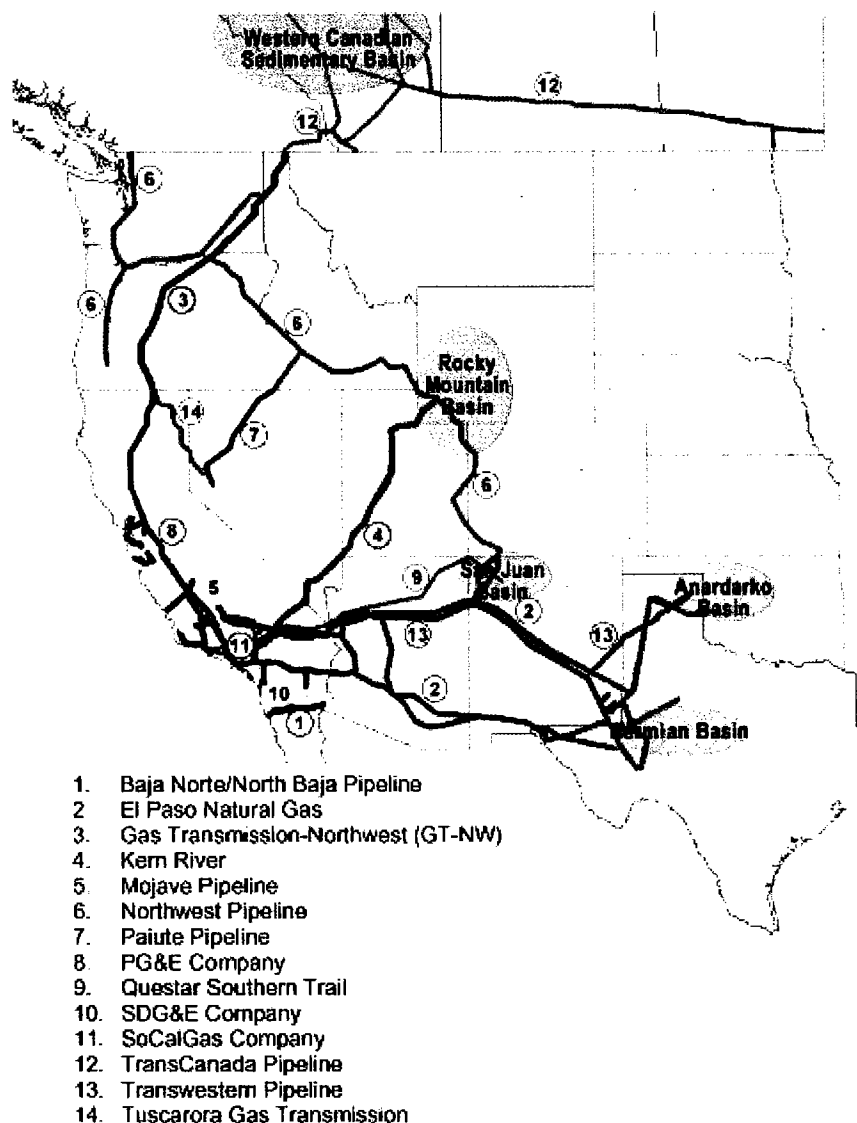 Western Canadian
Sedimentary Basin
12
12
6
3
6
6
Rocky
Mountain
Basin
14
7
6
8
4
5
9
San Juan
Basin
Anardarko
Basin
2
13
13
11
2
10
1
Permian Basin
1. Baja Norte/North Baja Pipeline
2 El Paso Natural Gas
3. Gas Transmission-Northwest (GT-NW)
4. Kern River
5. Mojave Pipeline
6. Northwest Pipeline
7. Paiute Pipeline
8. PG&E Company
9. Questar Southern Trail
10. SDG&E Company
11. SoCalGas Company
12. TransCanada Pipeline
13. Transwestern Pipeline
14. Tuscarora Gas Transmission